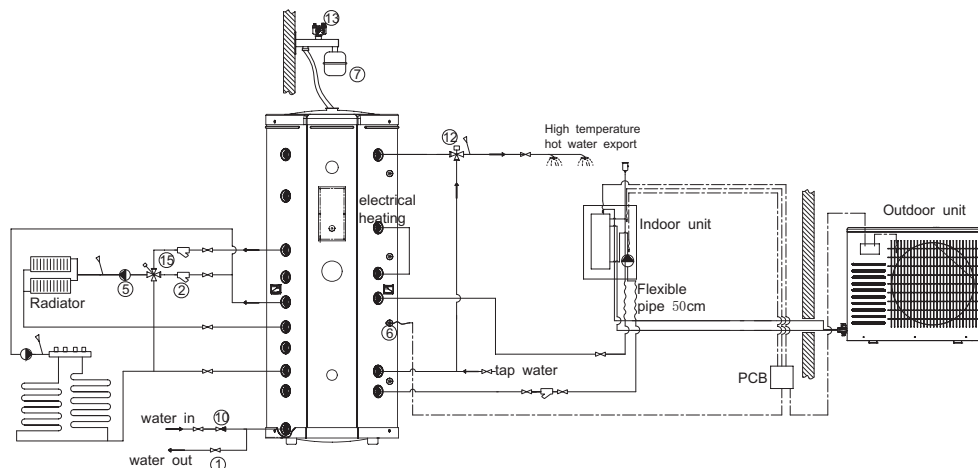 13
7
12
High temperature
hot water export
electrical
heating
Indoor unit
Outdoor unit
15
5
2
Radiator
Flexible
pipe 50cm
6
tap water
PCB
water in
10
water out
1